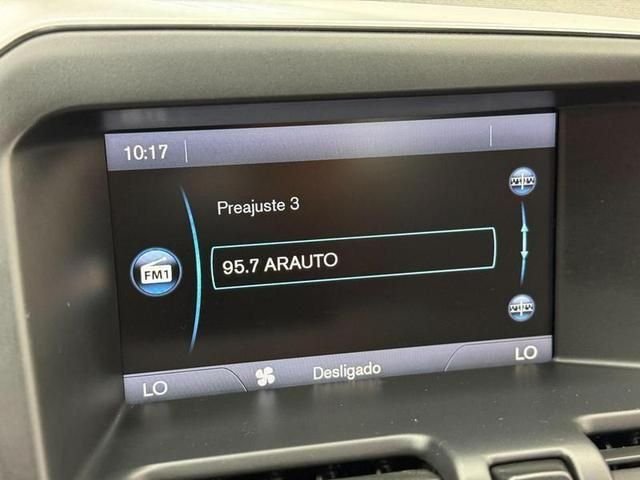 10:17
Preajuste 3
FM1
95.7 ARAUTO
LO
Desligado
LO